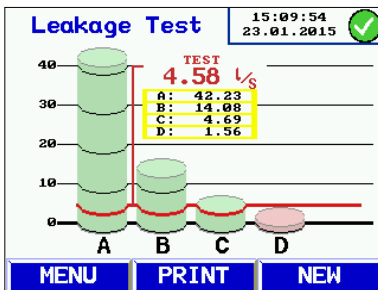 Leakage Test
15:09:54
23.01.2015
TEST
4.58 l/s
A: 42.23
B: 14.08
C: 4.69
D: 1.56
40
30
20
10
0
A B C D
MENU PRINT NEW